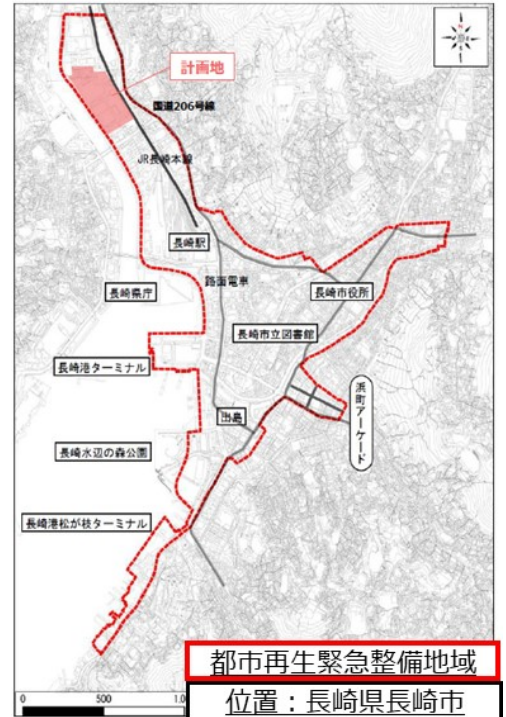 計画地
国道206号線
JR長崎本線
長崎駅
路面電車
長崎県庁
長崎市役所
長崎市立図書館
長崎港ターミナル
浜町アーケード
出島
長崎水辺の森公園
長崎港松が枝ターミナル
都市再生緊急整備地域
0 500 1,0
位置：長崎県長崎市